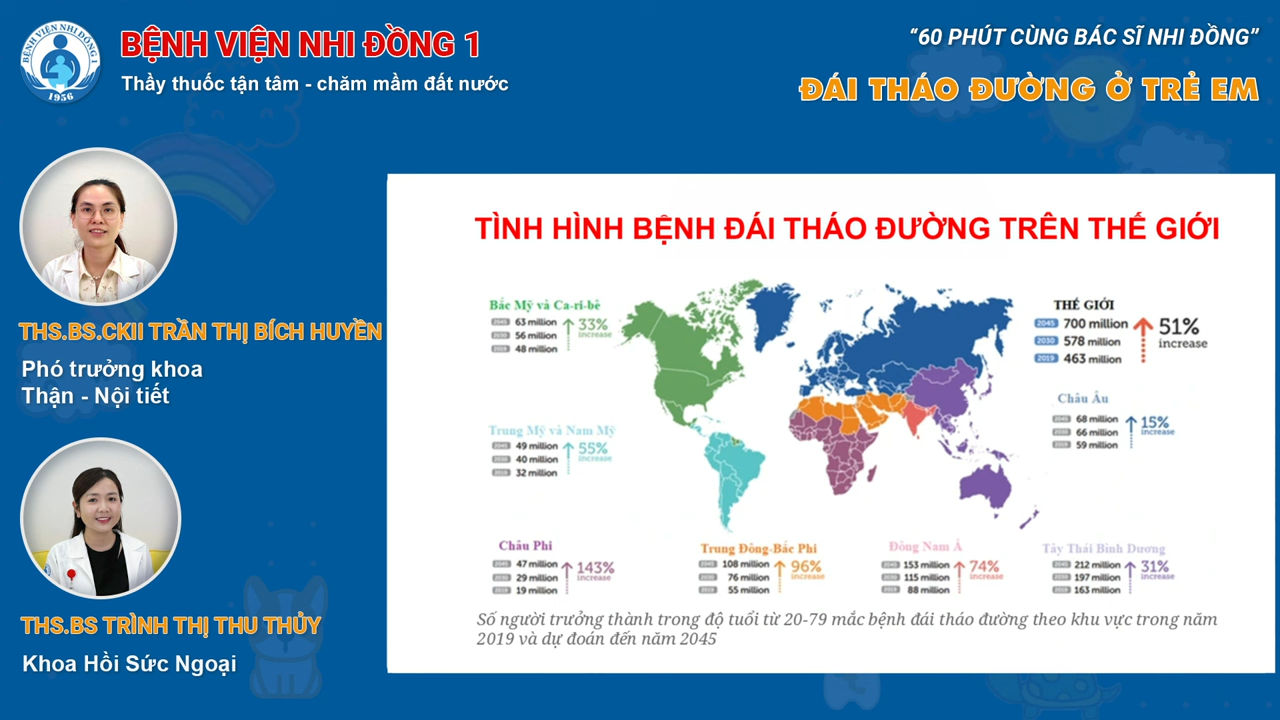 BỆNH VIỆN NHI ĐỒNG 1
1956
BỆNH VIỆN NHI ĐỒNG 1
Thầy thuốc tận tâm - chăm mầm đất nước
“60 PHÚT CÙNG BÁC SĨ NHI ĐỒNG”
ĐÁI THÁO ĐƯỜNG Ở TRẺ EM
THS.BS.CKII TRẦN THỊ BÍCH HUYỀN
Phó trưởng khoa
Thận - Nội tiết
THS.BS TRÌNH THỊ THU THỦY
Khoa Hồi Sức Ngoại
TÌNH HÌNH BỆNH ĐÁI THÁO ĐƯỜNG TRÊN THẾ GIỚI
Bắc Mỹ và Ca-ri-bê
2045 63 million 33%
2030 56 million increase
2019 48 million
THẾ GIỚI
2045 700 million 51%
2030 578 million increase
2019 463 million
Châu Âu
2045 68 million 15%
2030 66 million increase
2019 59 million
Trung Mỹ và Nam Mỹ
2045 49 million 55%
2030 40 million increase
2019 32 million
Châu Phi
2045 47 million 143%
2030 29 million increase
2019 19 million
Trung Đông-Bắc Phi
2045 108 million 96%
2030 76 million increase
2019 55 million
Đông Nam Á
2045 153 million 74%
2030 115 million increase
2019 88 million
Tây Thái Bình Dương
2045 212 million 31%
2030 197 million increase
2019 163 million
Số người trưởng thành trong độ tuổi từ 20-79 mắc bệnh đái tháo đường theo khu vực trong năm
2019 và dự đoán đến năm 2045